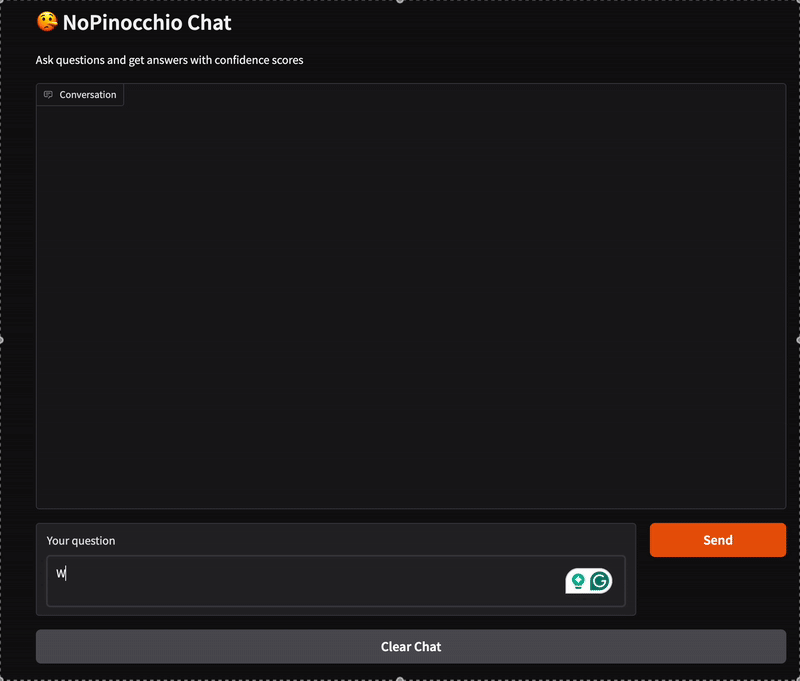 🤥 NoPinocchio Chat
Ask questions and get answers with confidence scores
Conversation
Your question
Send
W
Clear Chat